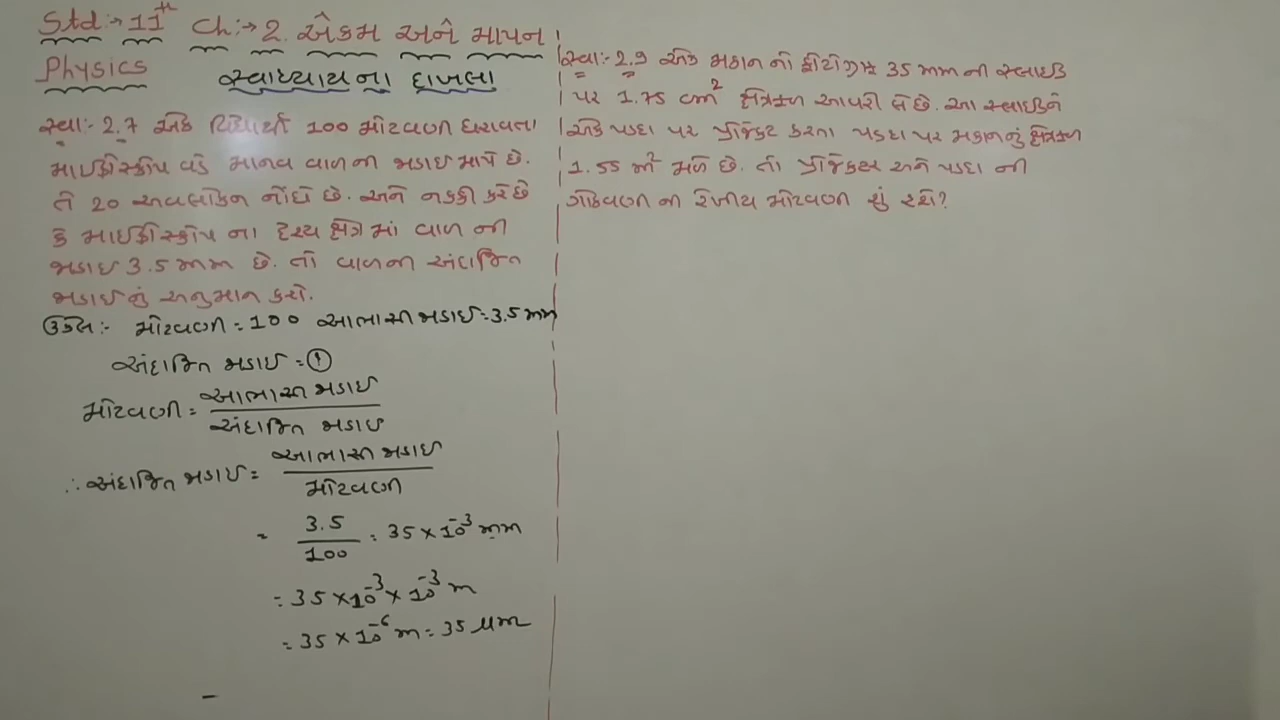 Std:→ 11th Ch:→ 2. એકમ અને માપન
Physics સ્વાધ્યાયના દાખલા
સ્વા:- 2.7 એક વિદ્યાર્થી 100 મોટવણી ધરાવતા
માઈક્રોસ્કોપ વડે માનવ વાળની જાડાઈ માપે છે.
તે 20 અવલોકન નોંધે છે. અને નક્કી કરે છે
કે માઈક્રોસ્કોપ ના દ્રશ્ય ક્ષેત્ર માં વાળ ની
જાડાઈ 3.5 mm છે. તો વાળની અંદાજિત
જાડાઈનું અનુમાન કરો.
ઉકેલ:- મોટવણી = 100 આભાસી જાડાઈ = 3.5 mm
અંદાજિત જાડાઈ = ?
મોટવણી = આભાસી જાડાઈ / અંદાજિત જાડાઈ
∴ અંદાજિત જાડાઈ = આભાસી જાડાઈ / મોટવણી
= 3.5 / 100 = 35 × 10⁻³ mm
= 35 × 10⁻³ × 10⁻³ m
= 35 × 10⁻⁶ m = 35 μm
સ્વા:- 2.9 એક મકાન નો ફોટોગ્રાફ 35 mm ની સ્લાઈડ
પર 1.75 cm² ક્ષેત્રફળ આવરી લે છે. આ સ્લાઈડને
એક પડદા પર પ્રોજેક્ટ કરતા પડદા પર મકાનનું ક્ષેત્રફળ
1.55 m² મળે છે. તો પ્રોજેક્ટર અને પડદા ની
ગોઠવણી ની રેખીય મોટવણી શું હશે?